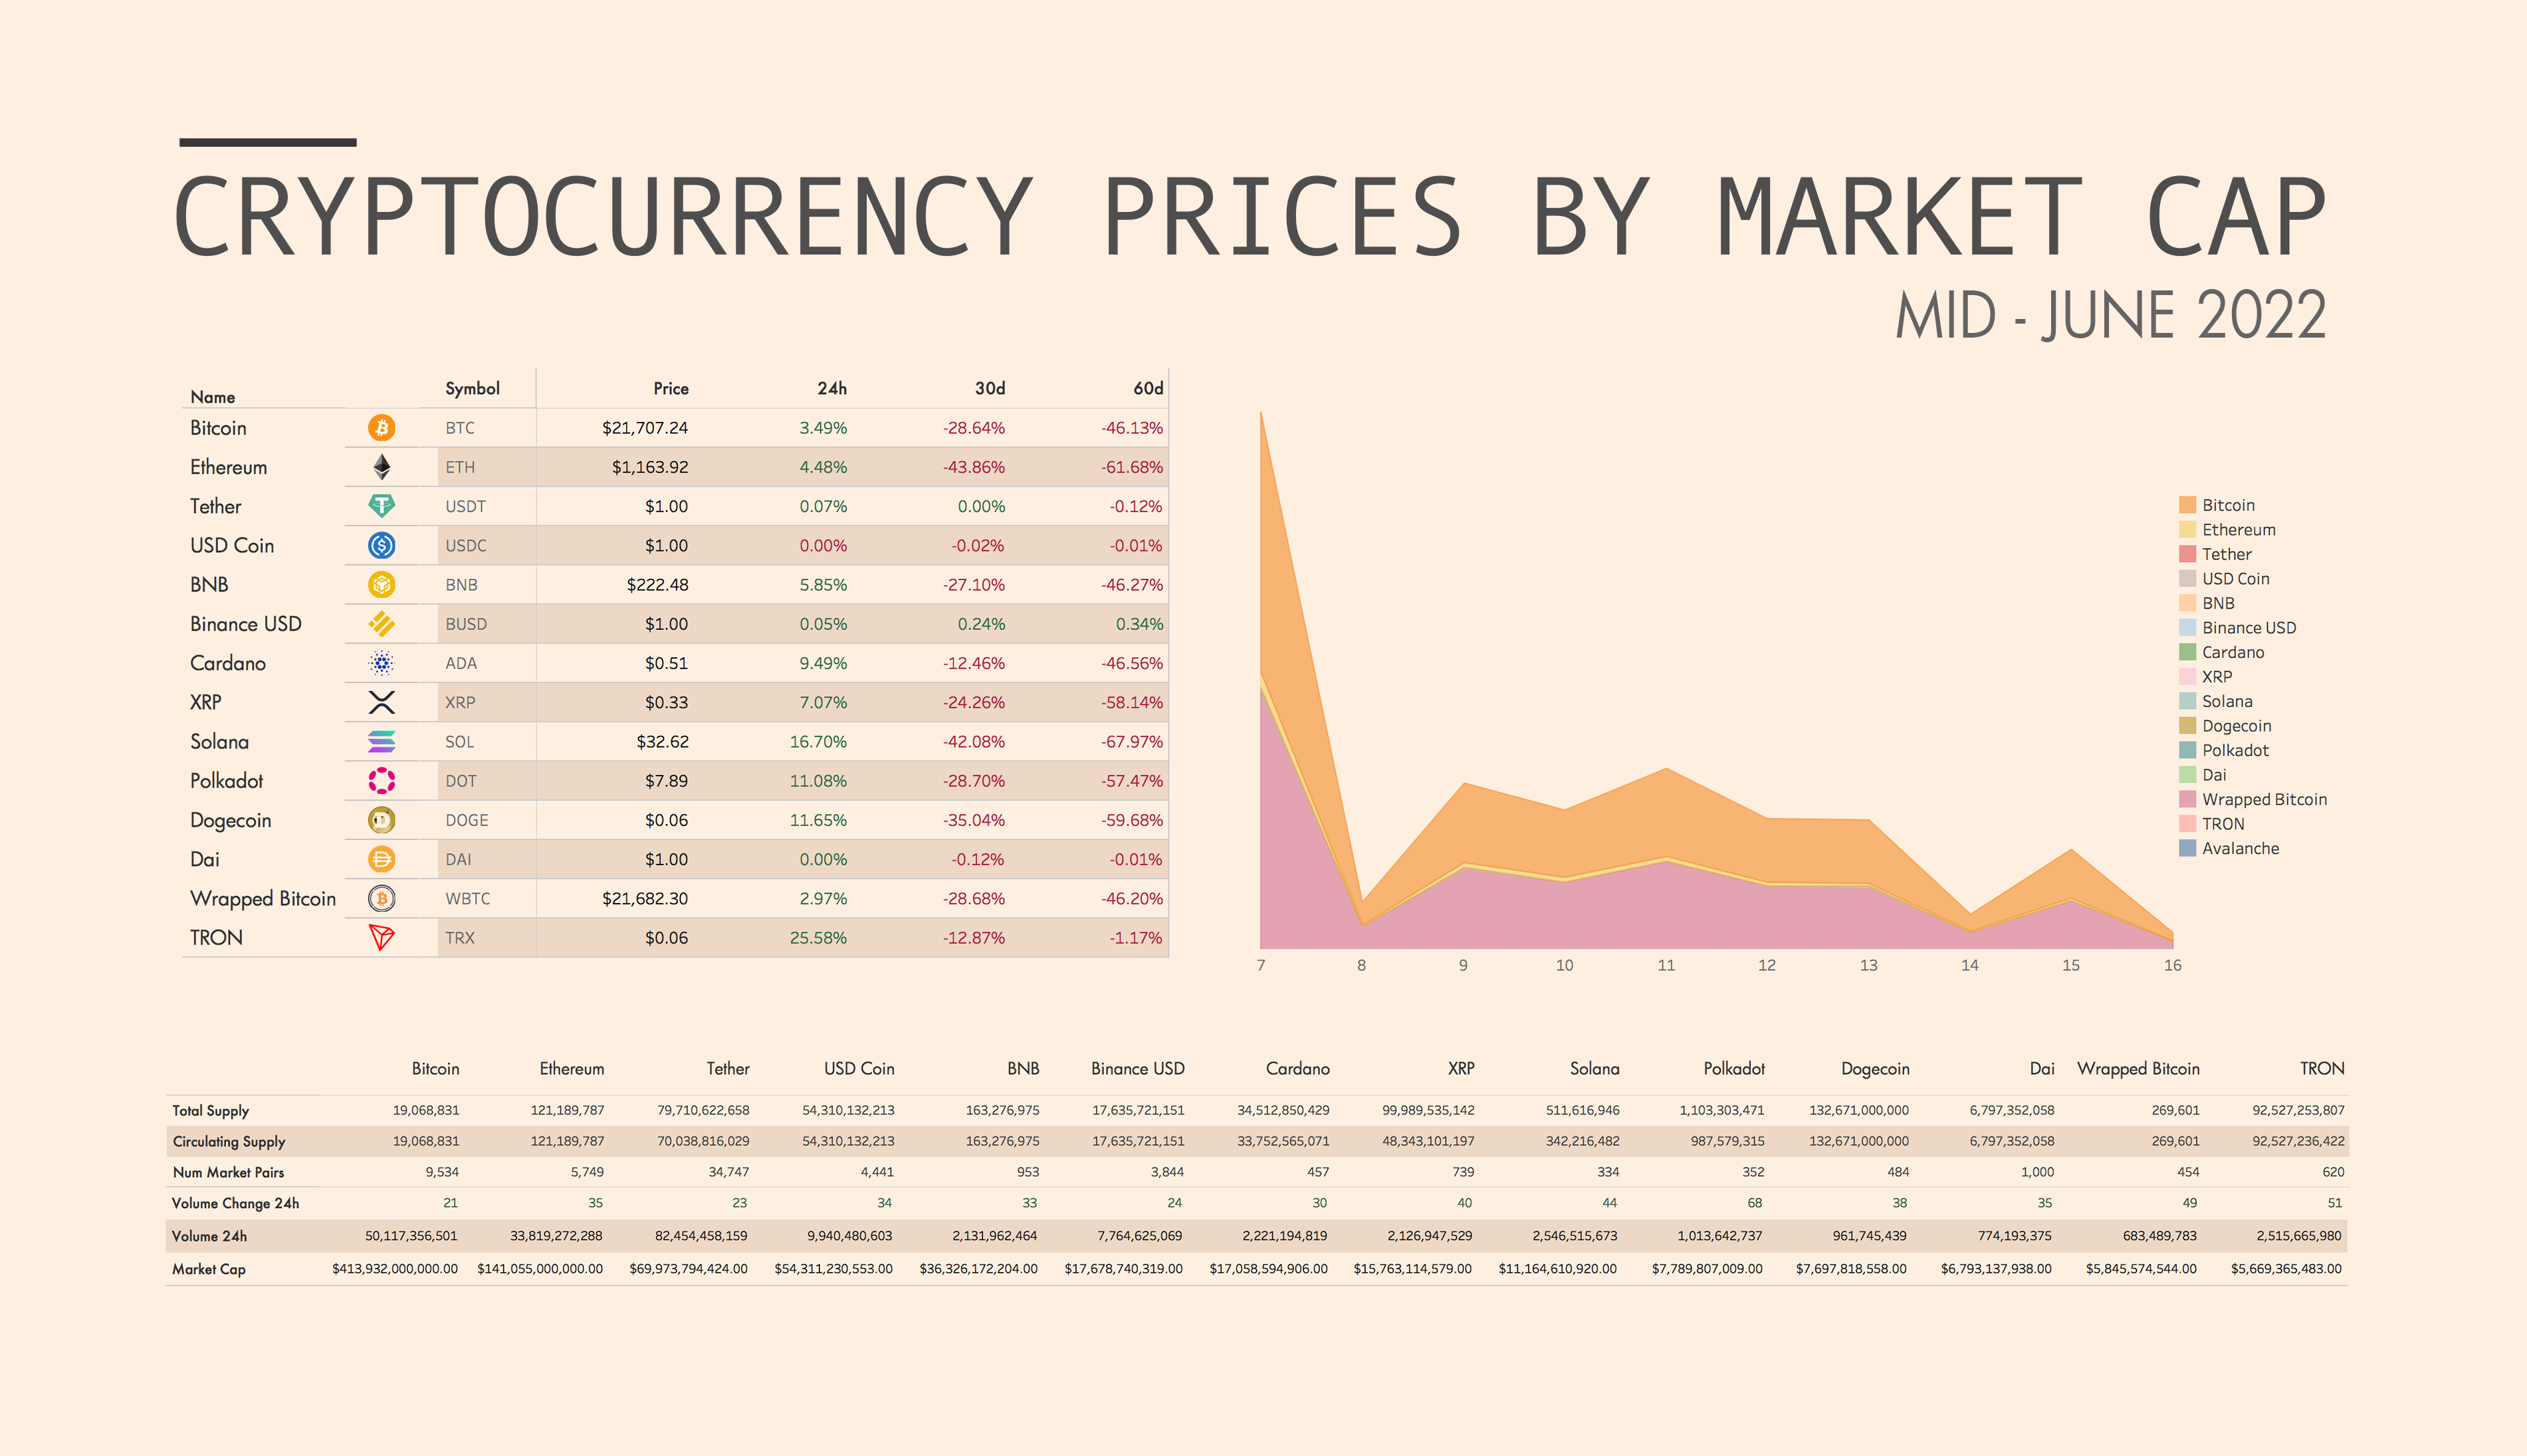 CRYPTOCURRENCY PRICES BY MARKET CAP
MID - JUNE 2022
Name Symbol Price 24h 30d 60d
Bitcoin BTC $21,707.24 3.49% -28.64% -46.13%
Ethereum ETH $1,163.92 4.48% -43.86% -61.68%
Tether USDT $1.00 0.07% 0.00% -0.12%
USD Coin USDC $1.00 0.00% -0.02% -0.01%
BNB BNB $222.48 5.85% -27.10% -46.27%
Binance USD BUSD $1.00 0.05% 0.24% 0.34%
Cardano ADA $0.51 9.49% -12.46% -46.56%
XRP XRP $0.33 7.07% -24.26% -58.14%
Solana SOL $32.62 16.70% -42.08% -67.97%
Polkadot DOT $7.89 11.08% -28.70% -57.47%
Dogecoin DOGE $0.06 11.65% -35.04% -59.68%
Dai DAI $1.00 0.00% -0.12% -0.01%
Wrapped Bitcoin WBTC $21,682.30 2.97% -28.68% -46.20%
TRON TRX $0.06 25.58% -12.87% -1.17%
Bitcoin
Ethereum
Tether
USD Coin
BNB
Binance USD
Cardano
XRP
Solana
Dogecoin
Polkadot
Dai
Wrapped Bitcoin
TRON
Avalanche
7 8 9 10 11 12 13 14 15 16
Bitcoin Ethereum Tether USD Coin BNB Binance USD Cardano XRP Solana Polkadot Dogecoin Dai Wrapped Bitcoin TRON
Total Supply 19,068,831 121,189,787 79,710,622,658 54,310,132,213 163,276,975 17,635,721,151 34,512,850,429 99,989,535,142 511,616,946 1,103,303,471 132,671,000,000 6,797,352,058 269,601 92,527,253,807
Circulating Supply 19,068,831 121,189,787 70,038,816,029 54,310,132,213 163,276,975 17,635,721,151 33,752,565,071 48,343,101,197 342,216,482 987,579,315 132,671,000,000 6,797,352,058 269,601 92,527,236,422
Num Market Pairs 9,534 5,749 34,747 4,441 953 3,844 457 739 334 352 484 1,000 454 620
Volume Change 24h 21 35 23 34 33 24 30 40 44 68 38 35 49 51
Volume 24h 50,117,356,501 33,819,272,288 82,454,458,159 9,940,480,603 2,131,962,464 7,764,625,069 2,221,194,819 2,126,947,529 2,546,515,673 1,013,642,737 961,745,439 774,193,375 683,489,783 2,515,665,980
Market Cap $413,932,000,000.00 $141,055,000,000.00 $69,973,794,424.00 $54,311,230,553.00 $36,326,172,204.00 $17,678,740,319.00 $17,058,594,906.00 $15,763,114,579.00 $11,164,610,920.00 $7,789,807,009.00 $7,697,818,558.00 $6,793,137,938.00 $5,845,574,544.00 $5,669,365,483.00